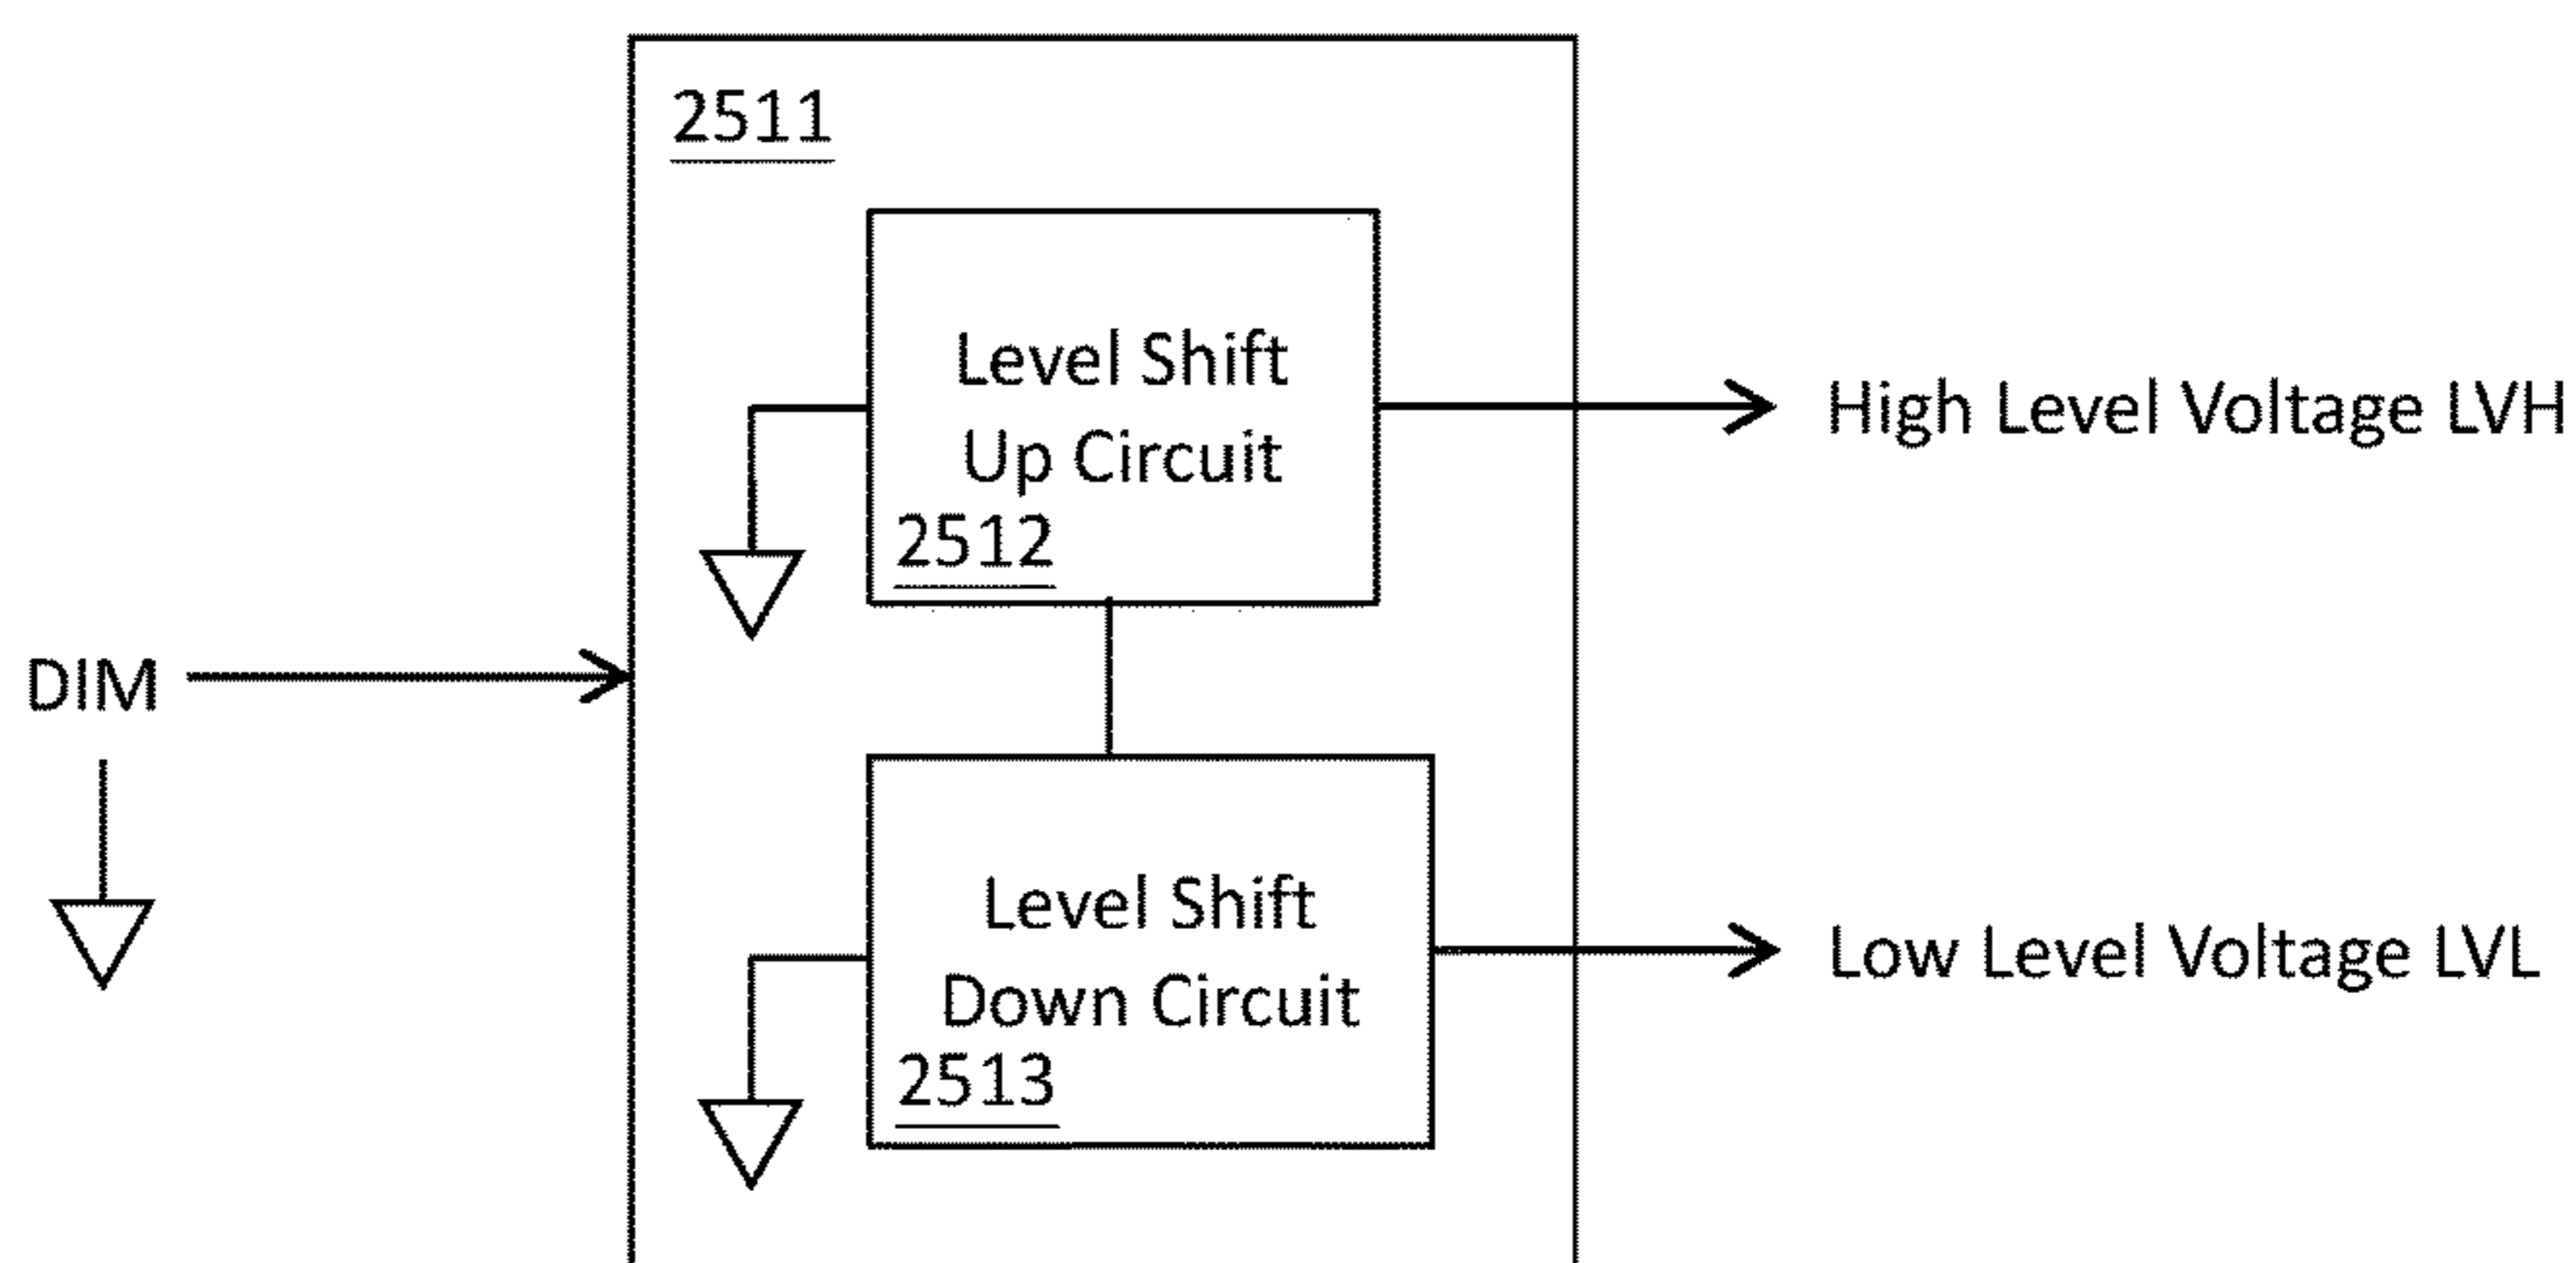 2511
Level Shift
Up Circuit
2512
High Level Voltage LVH
DIM
Level Shift
Down Circuit
2513
Low Level Voltage LVL